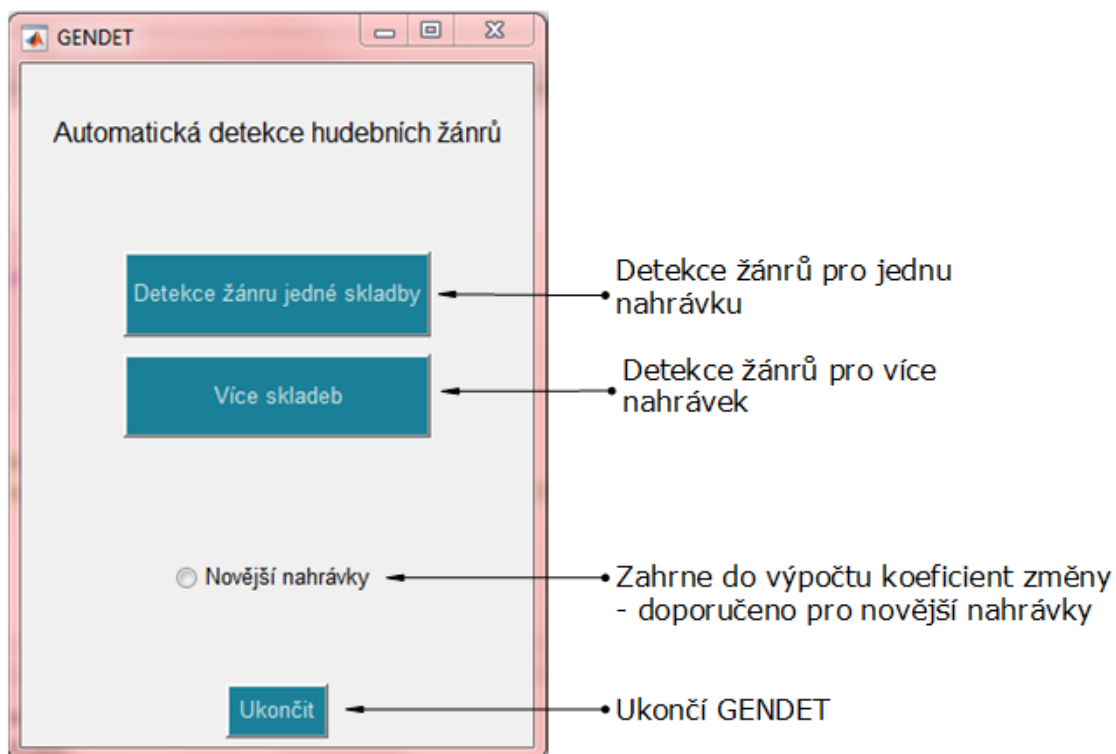 GENDET
Automatická detekce hudebních žánrů
Detekce žánru jedné skladby
Detekce žánrů pro jednu
nahrávku
Více skladeb
Detekce žánrů pro více
nahrávek
Novější nahrávky
Zahrne do výpočtu koeficient změny
- doporučeno pro novější nahrávky
Ukončit
Ukončí GENDET